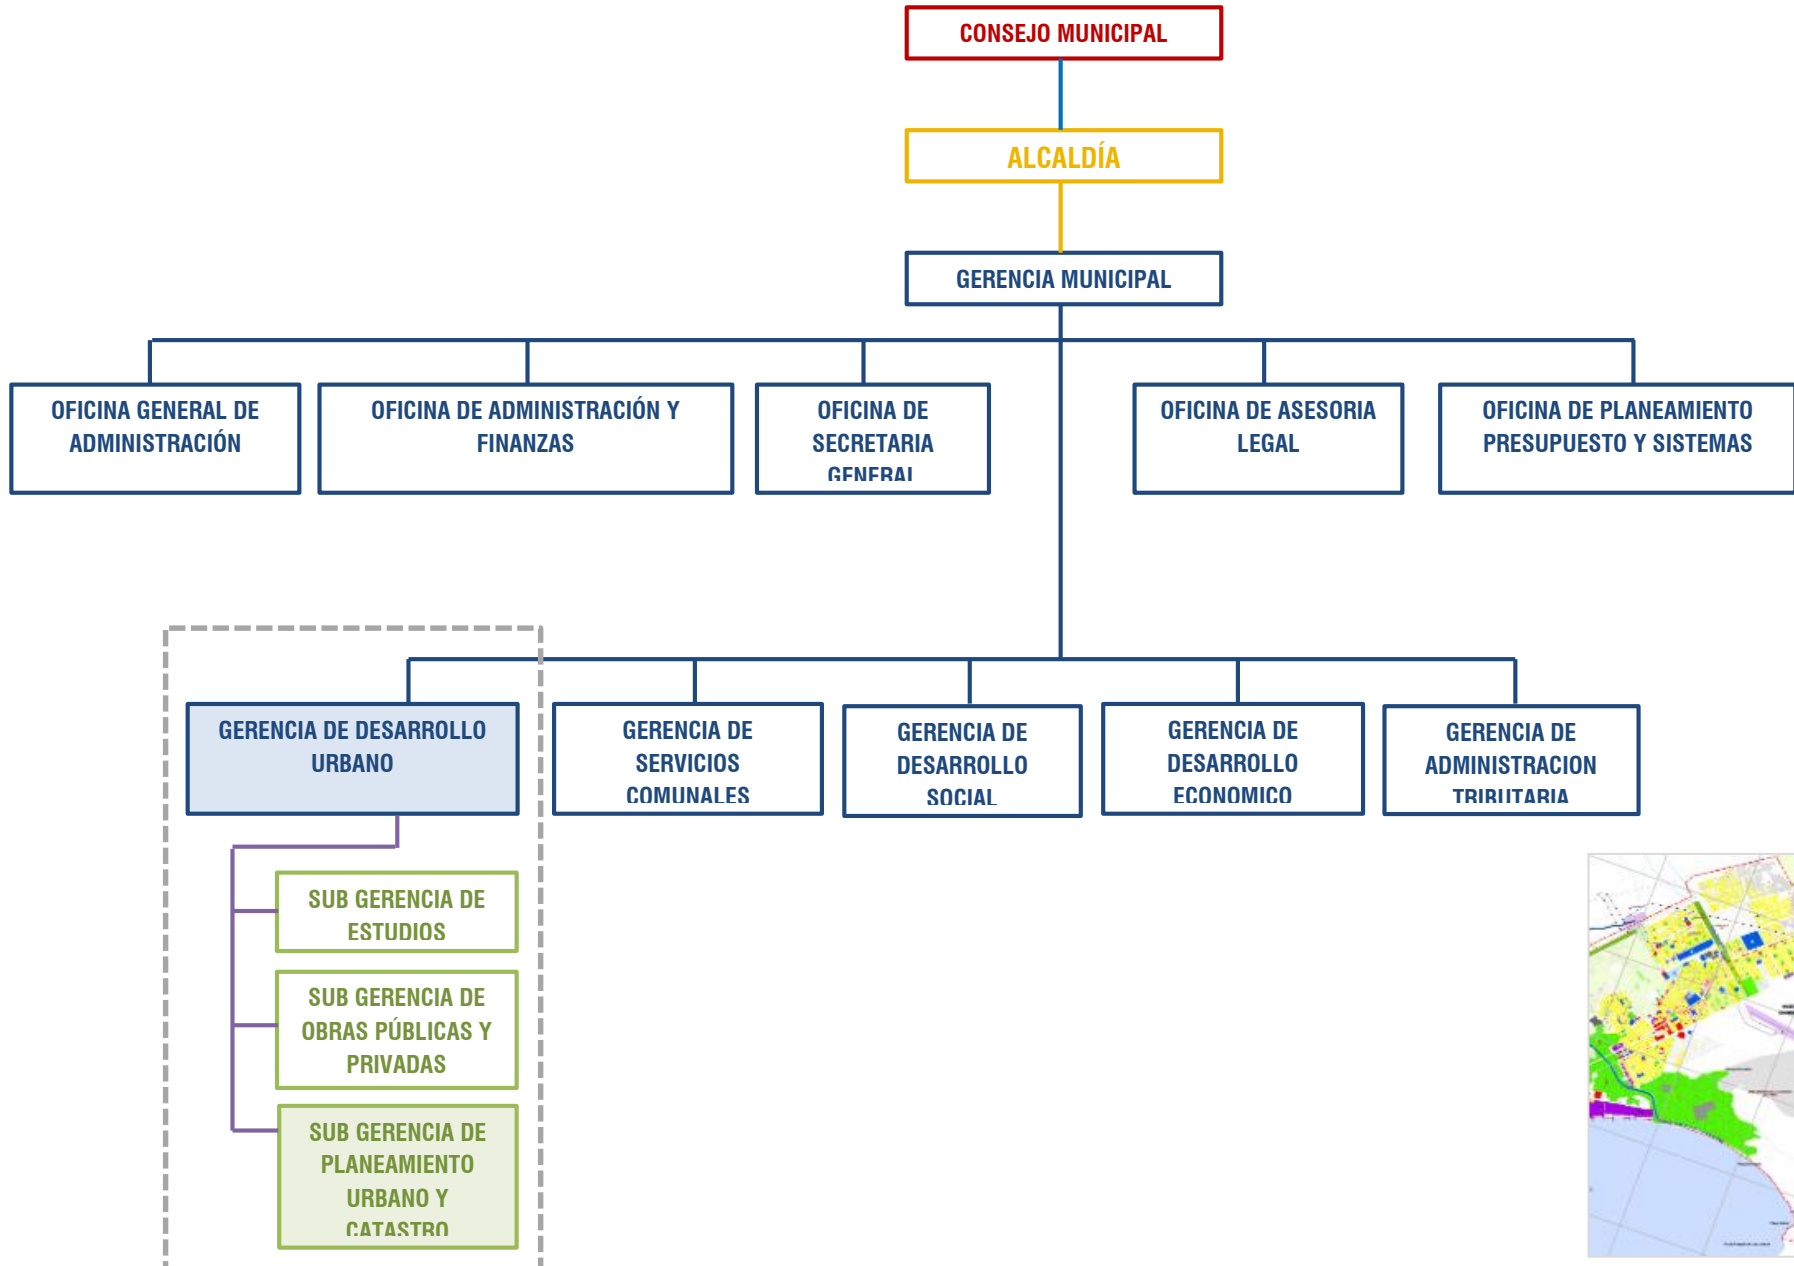 CONSEJO MUNICIPAL
ALCALDÍA
GERENCIA MUNICIPAL
OFICINA GENERAL DE
ADMINISTRACIÓN
OFICINA DE ADMINISTRACIÓN Y
FINANZAS
OFICINA DE
SECRETARIA
GENERAL
OFICINA DE ASESORIA
LEGAL
OFICINA DE PLANEAMIENTO
PRESUPUESTO Y SISTEMAS
GERENCIA DE DESARROLLO
URBANO
GERENCIA DE
SERVICIOS
COMUNALES
GERENCIA DE
DESARROLLO
SOCIAL
GERENCIA DE
DESARROLLO
ECONOMICO
GERENCIA DE
ADMINISTRACION
TRIBUTARIA
SUB GERENCIA DE
ESTUDIOS
SUB GERENCIA DE
OBRAS PÚBLICAS Y
PRIVADAS
SUB GERENCIA DE
PLANEAMIENTO
URBANO Y
CATASTRO